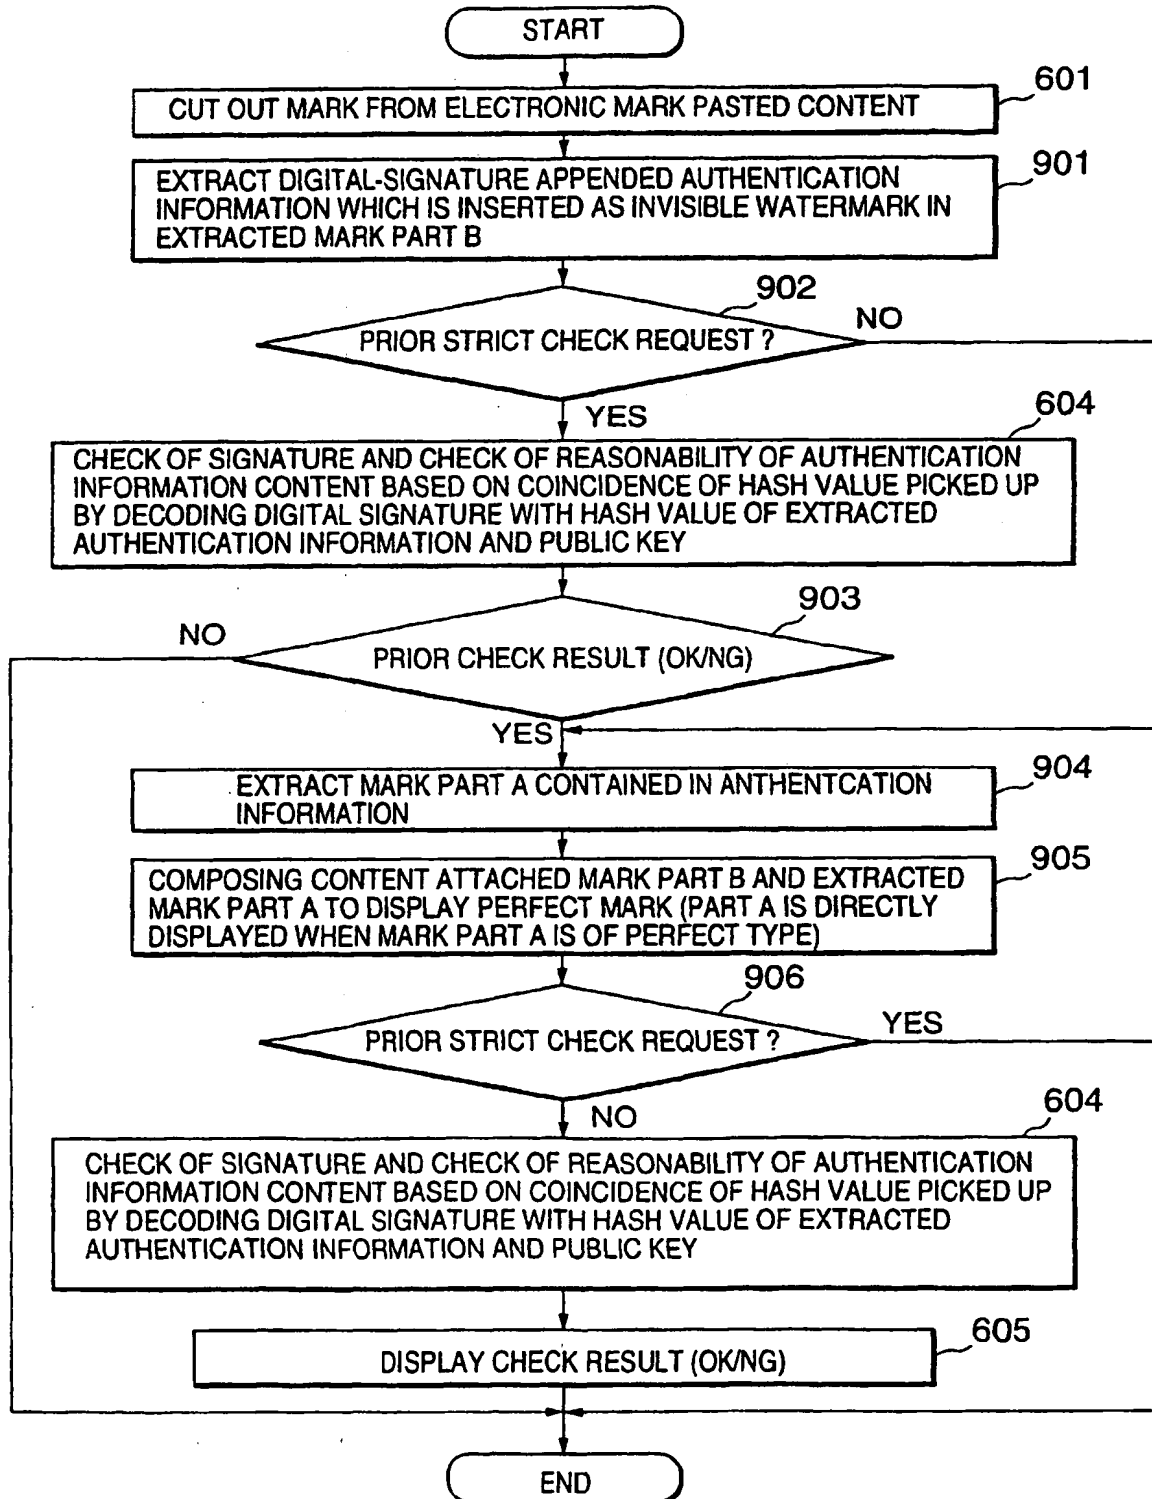 START
CUT OUT MARK FROM ELECTRONIC MARK PASTED CONTENT
601
EXTRACT DIGITAL-SIGNATURE APPENDED AUTHENTICATION
INFORMATION WHICH IS INSERTED AS INVISIBLE WATERMARK IN
EXTRACTED MARK PART B
901
902
PRIOR STRICT CHECK REQUEST ?
NO
YES
604
CHECK OF SIGNATURE AND CHECK OF REASONABILITY OF AUTHENTICATION
INFORMATION CONTENT BASED ON COINCIDENCE OF HASH VALUE PICKED UP
BY DECODING DIGITAL SIGNATURE WITH HASH VALUE OF EXTRACTED
AUTHENTICATION INFORMATION AND PUBLIC KEY
903
NO
PRIOR CHECK RESULT (OK/NG)
YES
EXTRACT MARK PART A CONTAINED IN ANTHENTCATION
INFORMATION
904
COMPOSING CONTENT ATTACHED MARK PART B AND EXTRACTED
MARK PART A TO DISPLAY PERFECT MARK (PART A IS DIRECTLY
DISPLAYED WHEN MARK PART A IS OF PERFECT TYPE)
905
906
PRIOR STRICT CHECK REQUEST ?
YES
NO
604
CHECK OF SIGNATURE AND CHECK OF REASONABILITY OF AUTHENTICATION
INFORMATION CONTENT BASED ON COINCIDENCE OF HASH VALUE PICKED UP
BY DECODING DIGITAL SIGNATURE WITH HASH VALUE OF EXTRACTED
AUTHENTICATION INFORMATION AND PUBLIC KEY
605
DISPLAY CHECK RESULT (OK/NG)
END